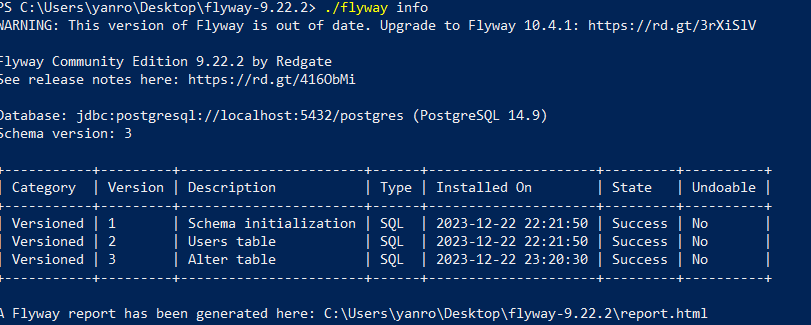 PS C:\Users\yanro\Desktop\flyway-9.22.2> ./flyway info
WARNING: This version of Flyway is out of date. Upgrade to Flyway 10.4.1: https://rd.gt/3rXiSlV
Flyway Community Edition 9.22.2 by Redgate
See release notes here: https://rd.gt/416ObMi
Database: jdbc:postgresql://localhost:5432/postgres (PostgreSQL 14.9)
Schema version: 3
+-----------+---------+-----------------------+------+---------------------+---------+----------+
| Category  | Version | Description           | Type | Installed On        | State   | Undoable |
+-----------+---------+-----------------------+------+---------------------+---------+----------+
| Versioned | 1       | Schema initialization | SQL  | 2023-12-22 22:21:50 | Success | No       |
| Versioned | 2       | Users table           | SQL  | 2023-12-22 22:21:50 | Success | No       |
| Versioned | 3       | Alter table           | SQL  | 2023-12-22 23:20:30 | Success | No       |
+-----------+---------+-----------------------+------+---------------------+---------+----------+
A Flyway report has been generated here: C:\Users\yanro\Desktop\flyway-9.22.2\report.html